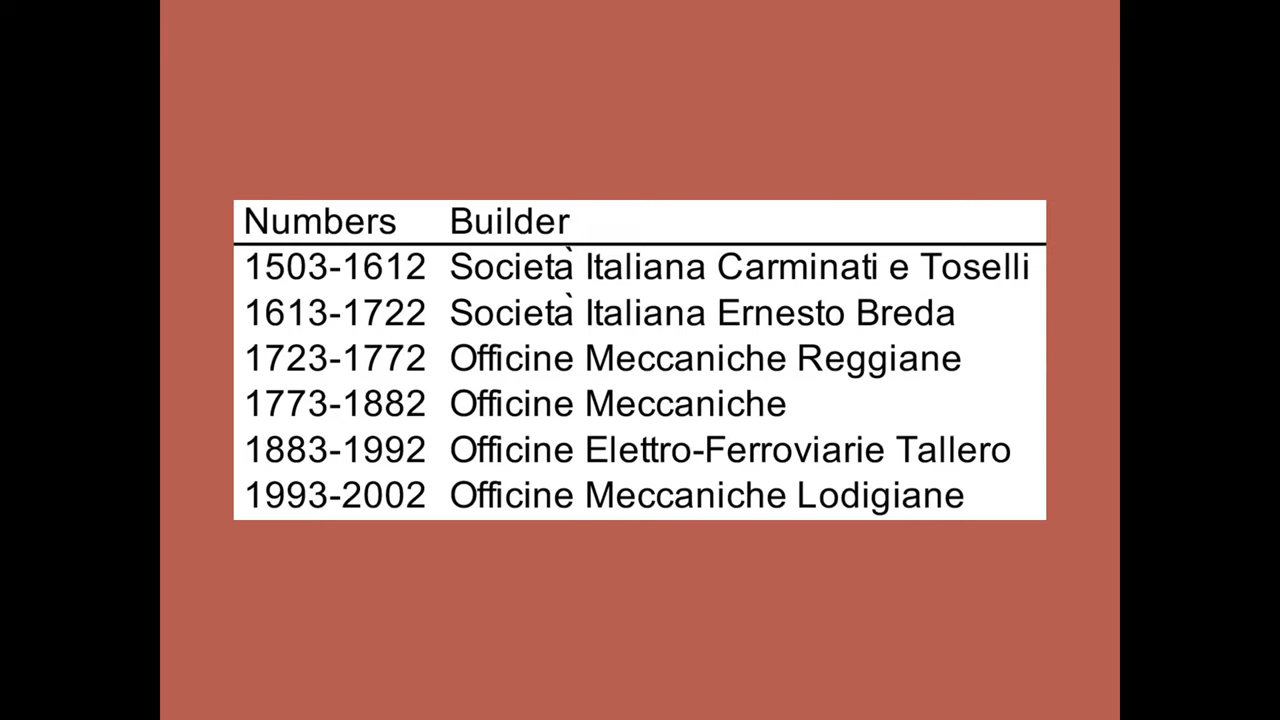 Numbers Builder
1503-1612 Società Italiana Carminati e Toselli
1613-1722 Società Italiana Ernesto Breda
1723-1772 Officine Meccaniche Reggiane
1773-1882 Officine Meccaniche
1883-1992 Officine Elettro-Ferroviarie Tallero
1993-2002 Officine Meccaniche Lodigiane